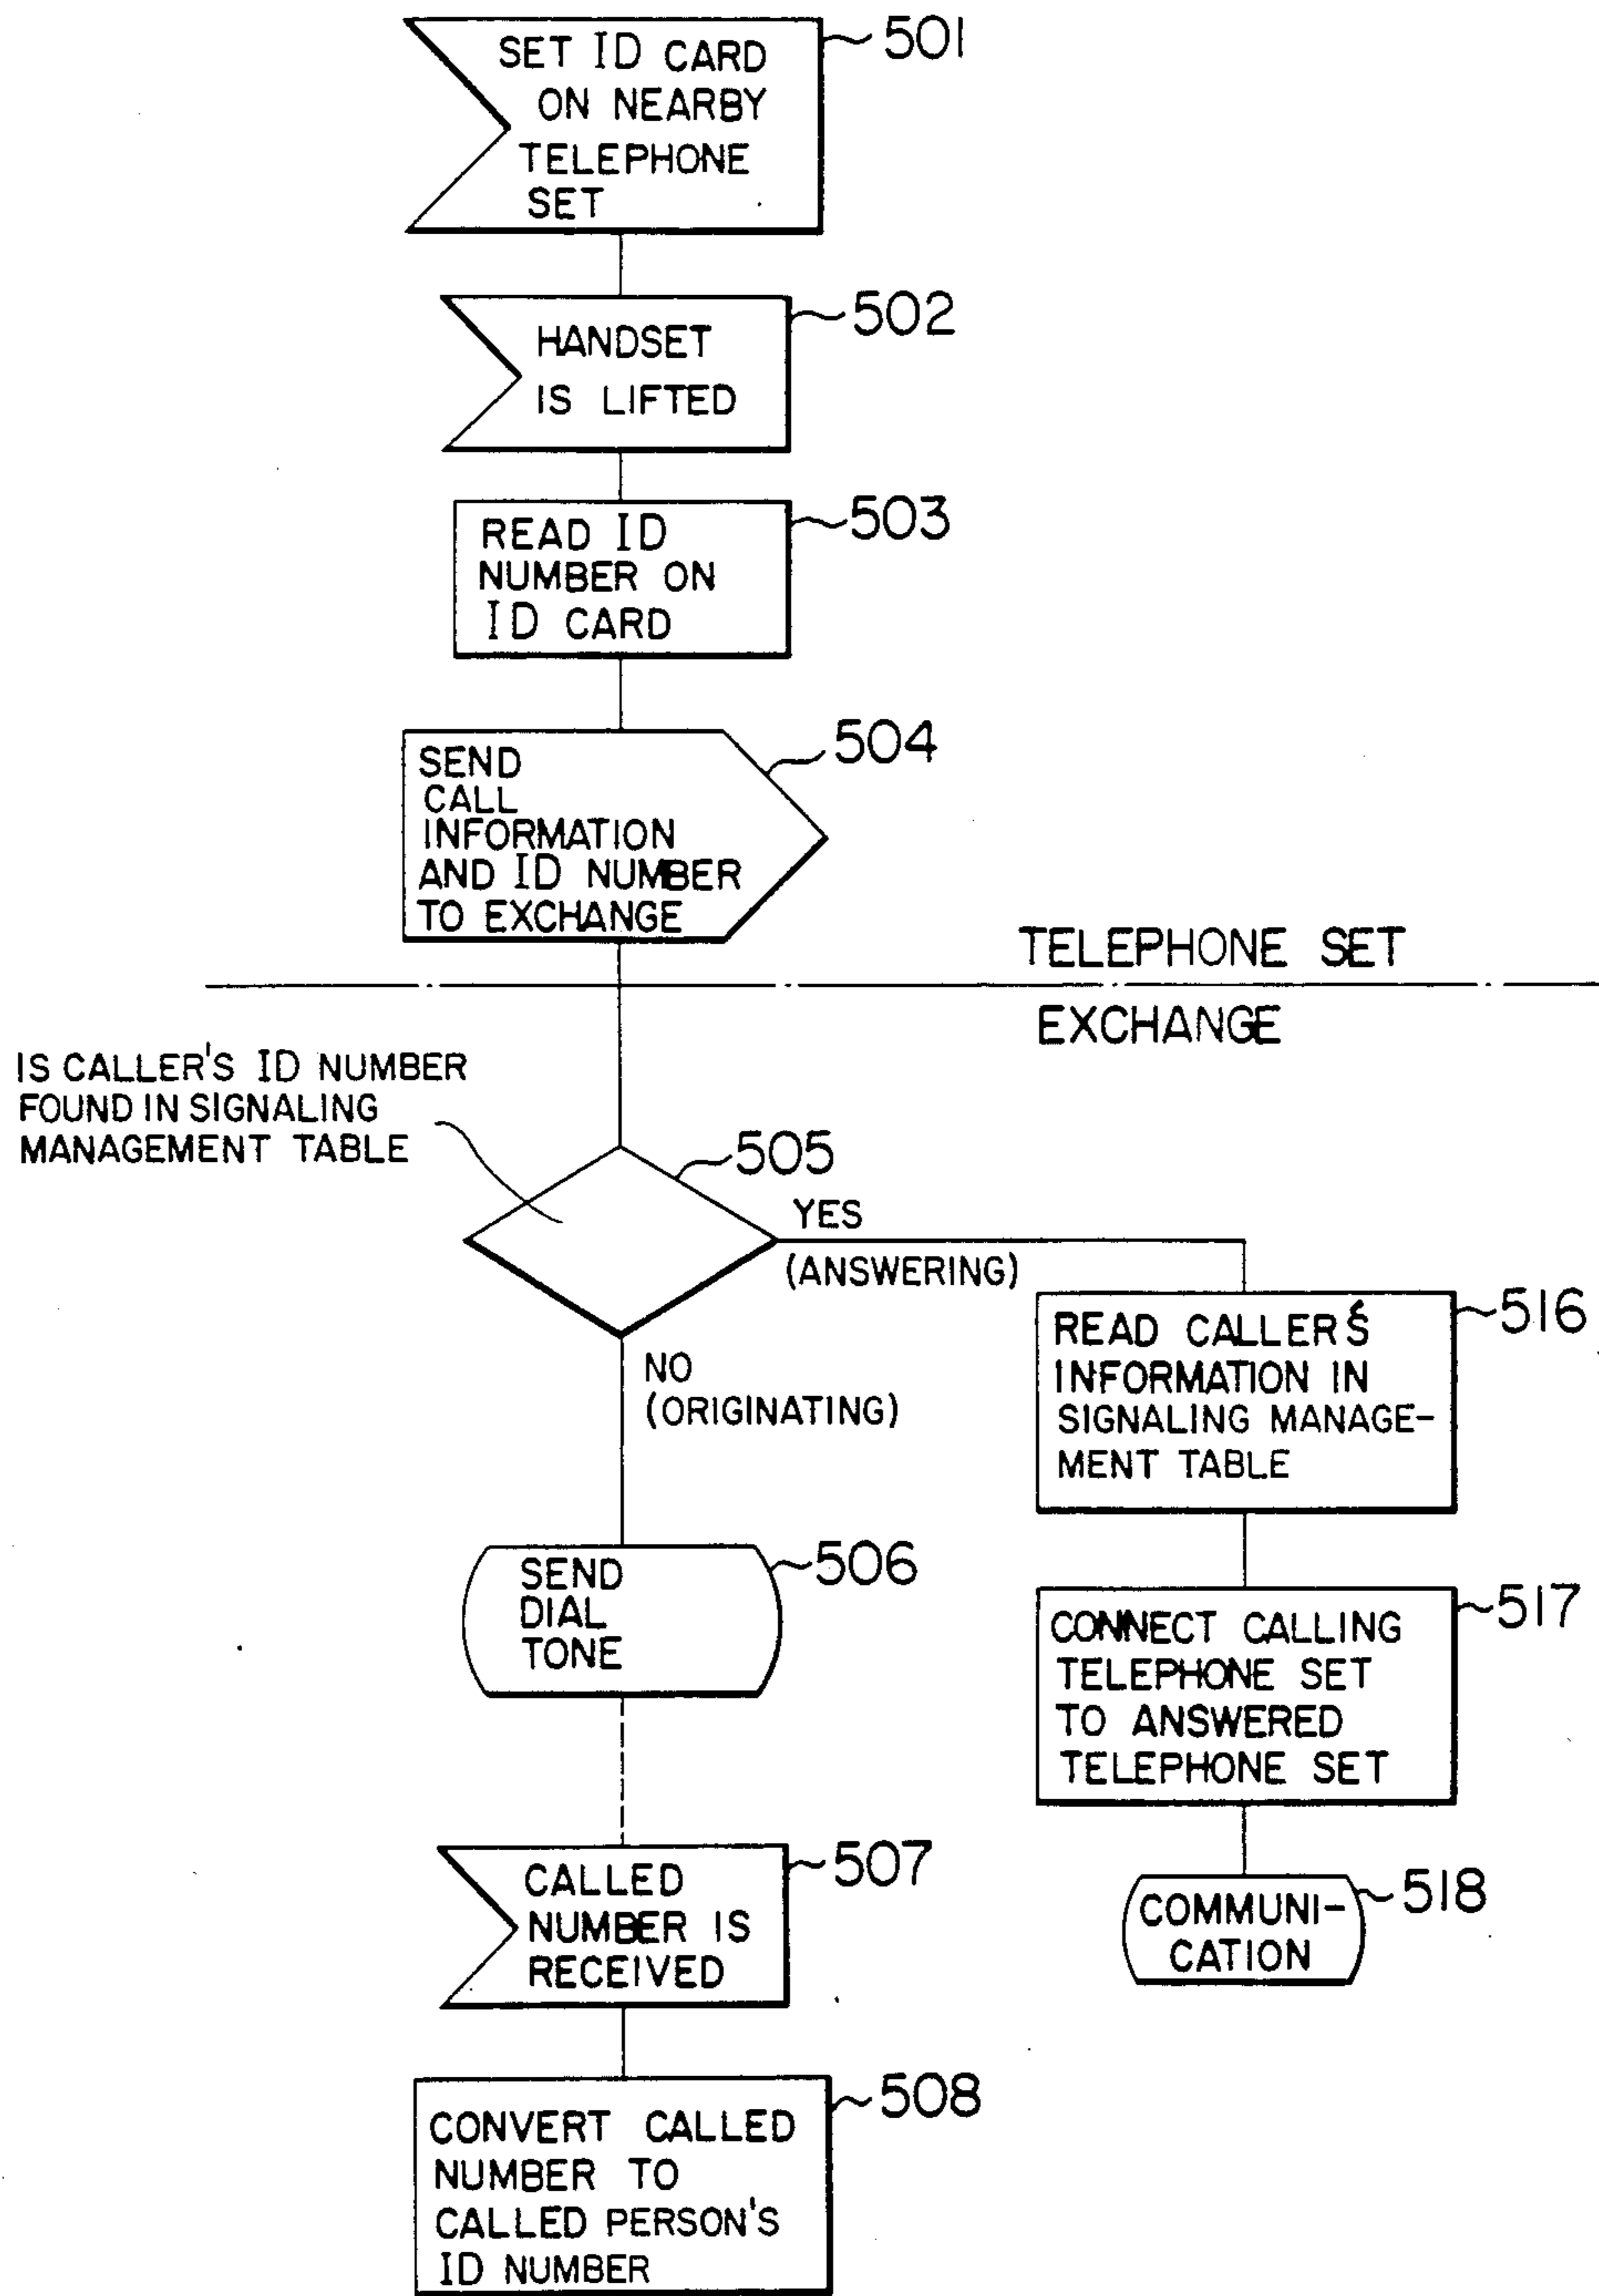 SET ID CARD
ON NEARBY
TELEPHONE
SET
501
HANDSET
IS LIFTED
502
READ ID
NUMBER ON
ID CARD
503
SEND
CALL
INFORMATION
AND ID NUMBER
TO EXCHANGE
504
TELEPHONE SET
EXCHANGE
IS CALLER'S ID NUMBER
FOUND IN SIGNALING
MANAGEMENT TABLE
505
YES
(ANSWERING)
NO
(ORIGINATING)
READ CALLER'S
INFORMATION IN
SIGNALING MANAGE-
MENT TABLE
516
SEND
DIAL
TONE
506
CONNECT CALLING
TELEPHONE SET
TO ANSWERED
TELEPHONE SET
517
CALLED
NUMBER IS
RECEIVED
507
COMMUNI-
CATION
518
CONVERT CALLED
NUMBER TO
CALLED PERSON'S
ID NUMBER
508